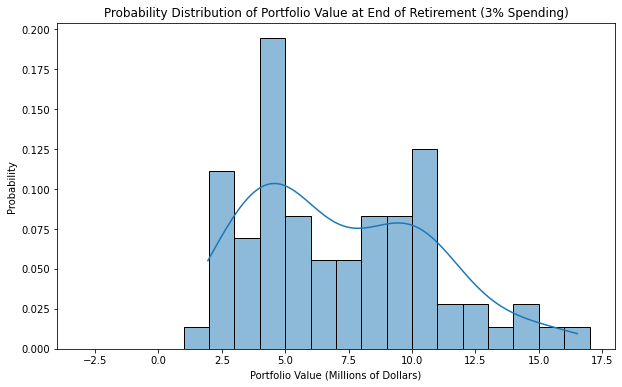 Probability Distribution of Portfolio Value at End of Retirement (3% Spending)
0.200
0.175
0.150
0.125
0.100
0.075
0.050
0.025
0.000
Probability
−2.5 0.0 2.5 5.0 7.5 10.0 12.5 15.0 17.5
Portfolio Value (Millions of Dollars)